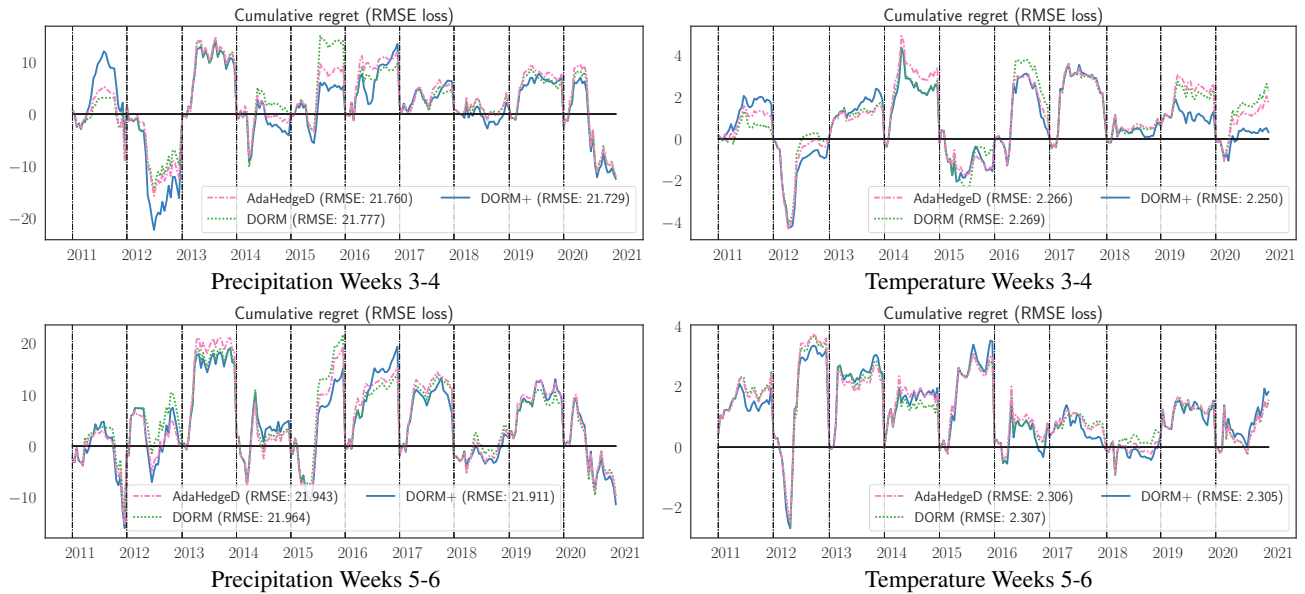 Cumulative regret (RMSE loss)
10
0
−10
−20
AdaHedgeD (RMSE: 21.760)
DORM (RMSE: 21.777)
DORM+ (RMSE: 21.729)
2011 2012 2013 2014 2015 2016 2017 2018 2019 2020 2021
Precipitation Weeks 3-4
Cumulative regret (RMSE loss)
4
2
0
−2
−4
AdaHedgeD (RMSE: 2.266)
DORM (RMSE: 2.269)
DORM+ (RMSE: 2.250)
2011 2012 2013 2014 2015 2016 2017 2018 2019 2020 2021
Temperature Weeks 3-4
Cumulative regret (RMSE loss)
20
10
0
−10
AdaHedgeD (RMSE: 21.943)
DORM (RMSE: 21.964)
DORM+ (RMSE: 21.911)
2011 2012 2013 2014 2015 2016 2017 2018 2019 2020 2021
Precipitation Weeks 5-6
Cumulative regret (RMSE loss)
4
2
0
−2
AdaHedgeD (RMSE: 2.306)
DORM (RMSE: 2.307)
DORM+ (RMSE: 2.305)
2011 2012 2013 2014 2015 2016 2017 2018 2019 2020 2021
Temperature Weeks 5-6